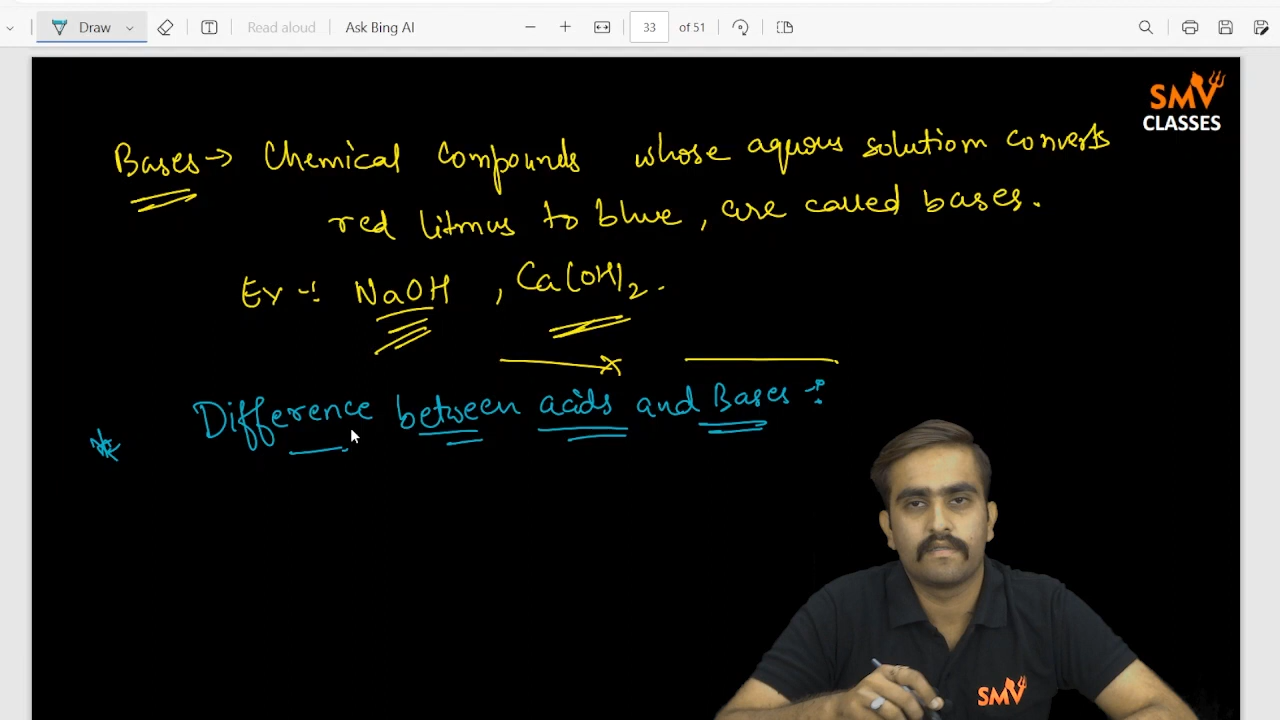 Draw
Read aloud
Ask Bing AI
33 of 51
SMV
CLASSES
Bases → Chemical compounds whose aquous solution converts
red litmus to blue, are called bases.
Ex -: NaOH , Ca(OH)2.
Difference between acids and Bases -:
SMV